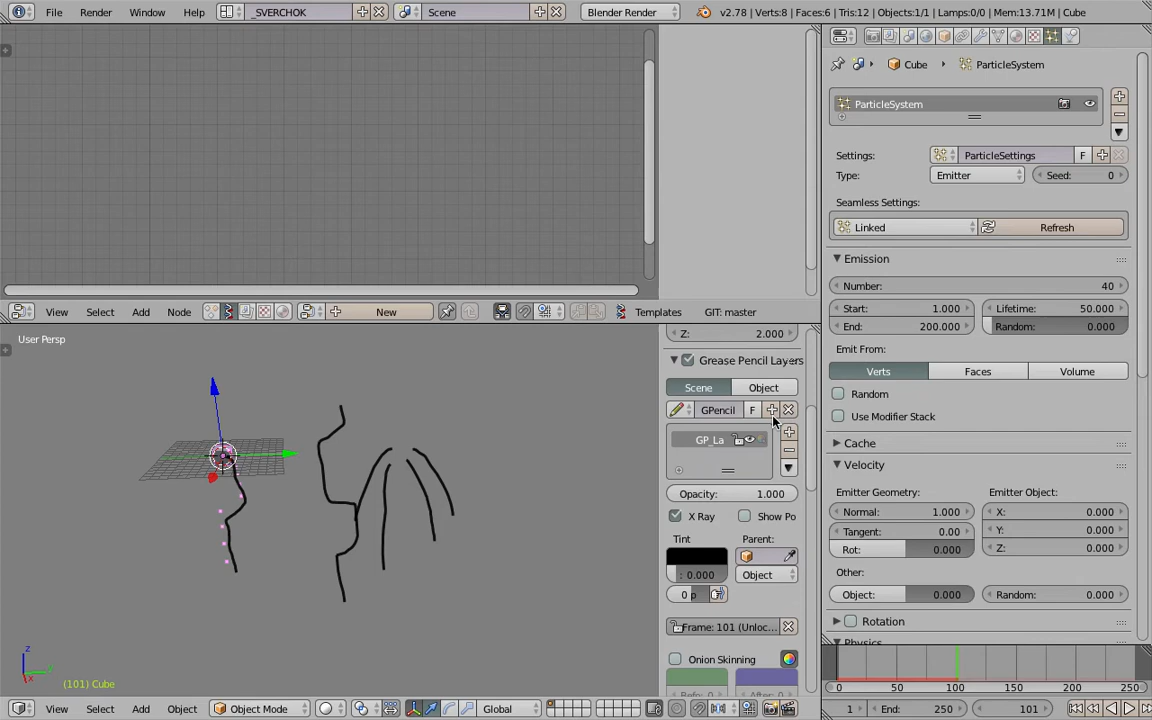 File Render Window Help _SVERCHOK Scene Blender Render v2.78 | Verts:8 | Faces:6 | Tris:12 | Objects:1/1 | Lamps:0/0 | Mem:13.71M | Cube
Cube ParticleSystem
ParticleSystem
Settings: ParticleSettings F
Type: Emitter Seed: 0
Seamless Settings:
Linked Refresh
Emission
Number: 40
Start: 1.000 Lifetime: 50.000
End: 200.000 Random: 0.000
Emit From:
Verts Faces Volume
Random
Use Modifier Stack
Cache
Velocity
Emitter Geometry: Emitter Object:
Normal: 1.000 X: 0.000
Tangent: 0.00 Y: 0.000
Rot: 0.000 Z: 0.000
Other:
Object: 0.000 Random: 0.000
Rotation
Physics
View Select Add Node New Templates GIT: master
User Persp
Z: 2.000
Grease Pencil Layers
Scene Object
GPencil F
GP_La
Opacity: 1.000
X Ray Show Po
Tint Parent:
: 0.000 Object
0 p
Frame: 101 (Unloc...
Onion Skinning
(101) Cube
0 50 100 150 200 250
View Select Add Object Object Mode Global 1 End: 250 101